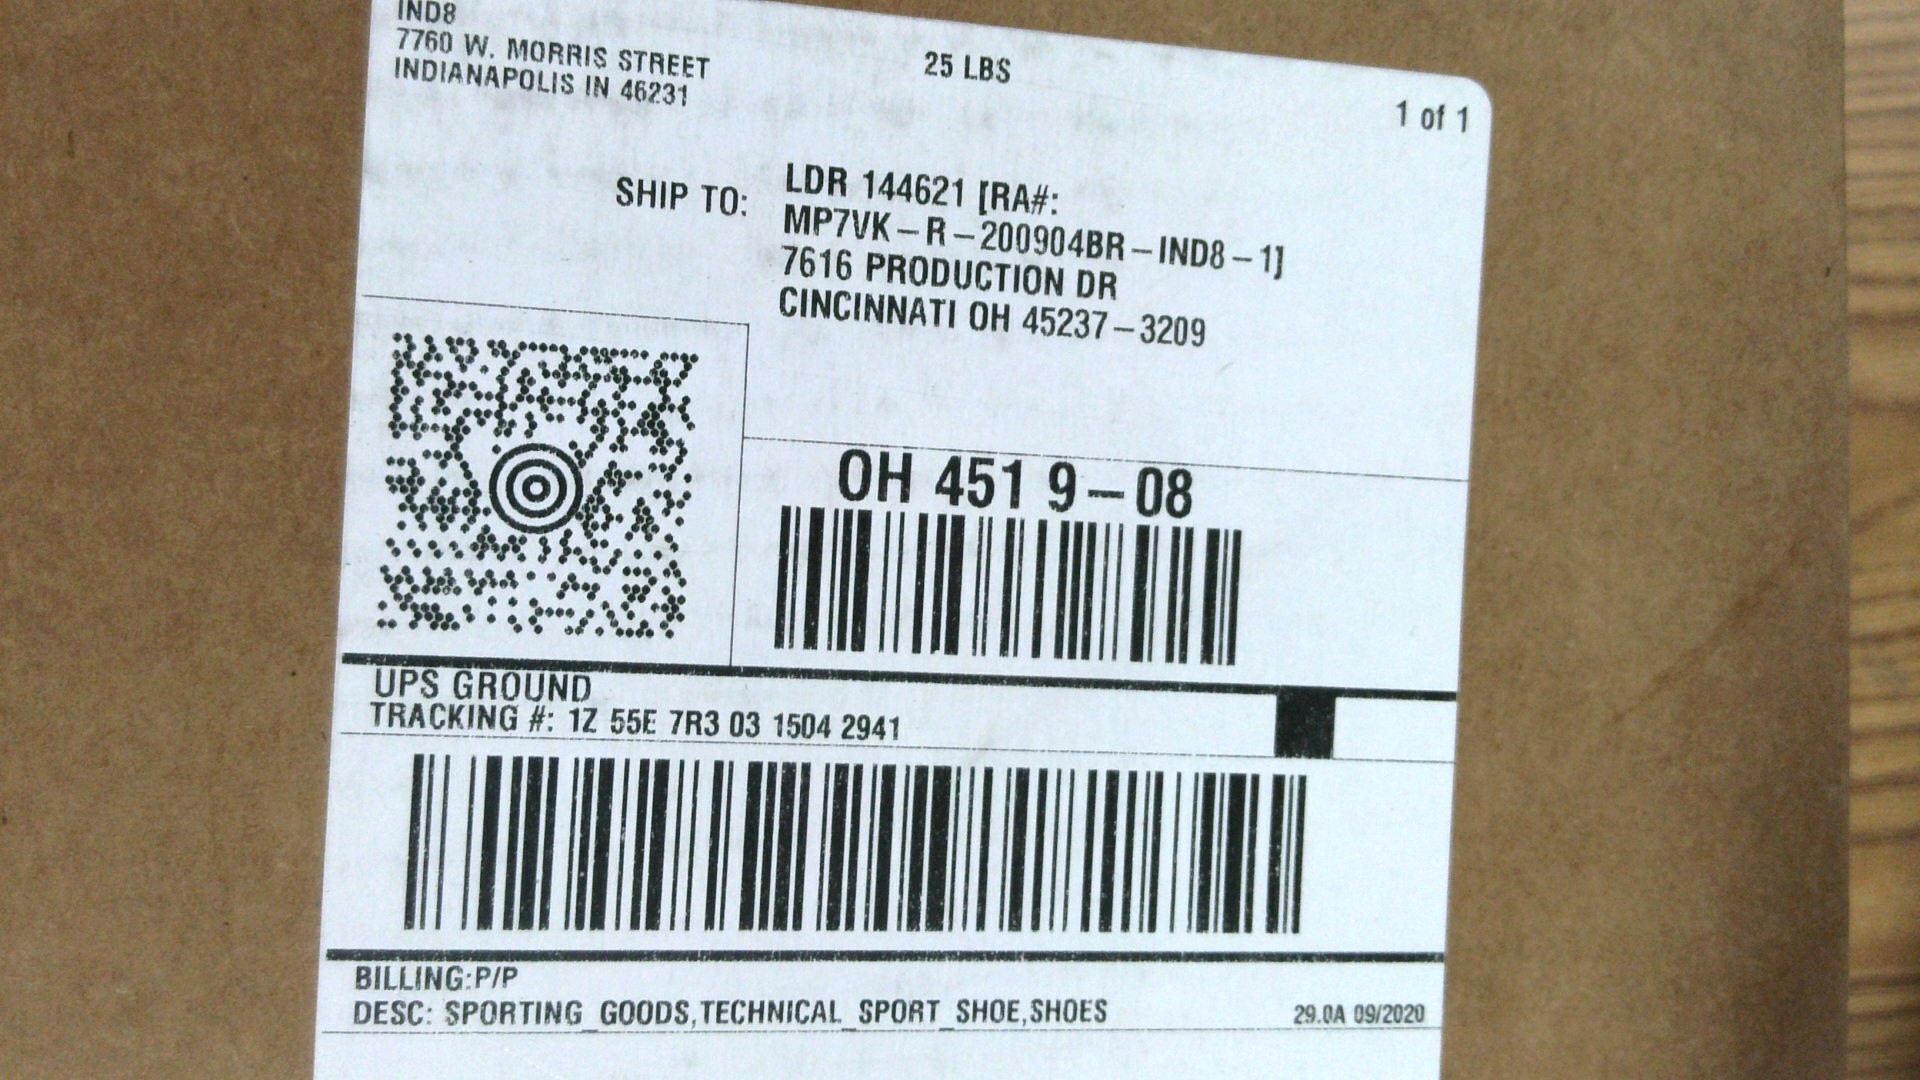 IND8
7760 W. MORRIS STREET
INDIANAPOLIS IN 46231
25 LBS
1 of 1
SHIP TO:
LDR 144621 [RA#:
MP7VK-R-200904BR-IND8-1]
7616 PRODUCTION DR
CINCINNATI OH 45237-3209
OH 451 9-08
UPS GROUND
TRACKING #: 1Z 55E 7R3 03 1504 2941
BILLING:P/P
DESC: SPORTING_GOODS,TECHNICAL_SPORT_SHOE,SHOES
29.0A 09/2020